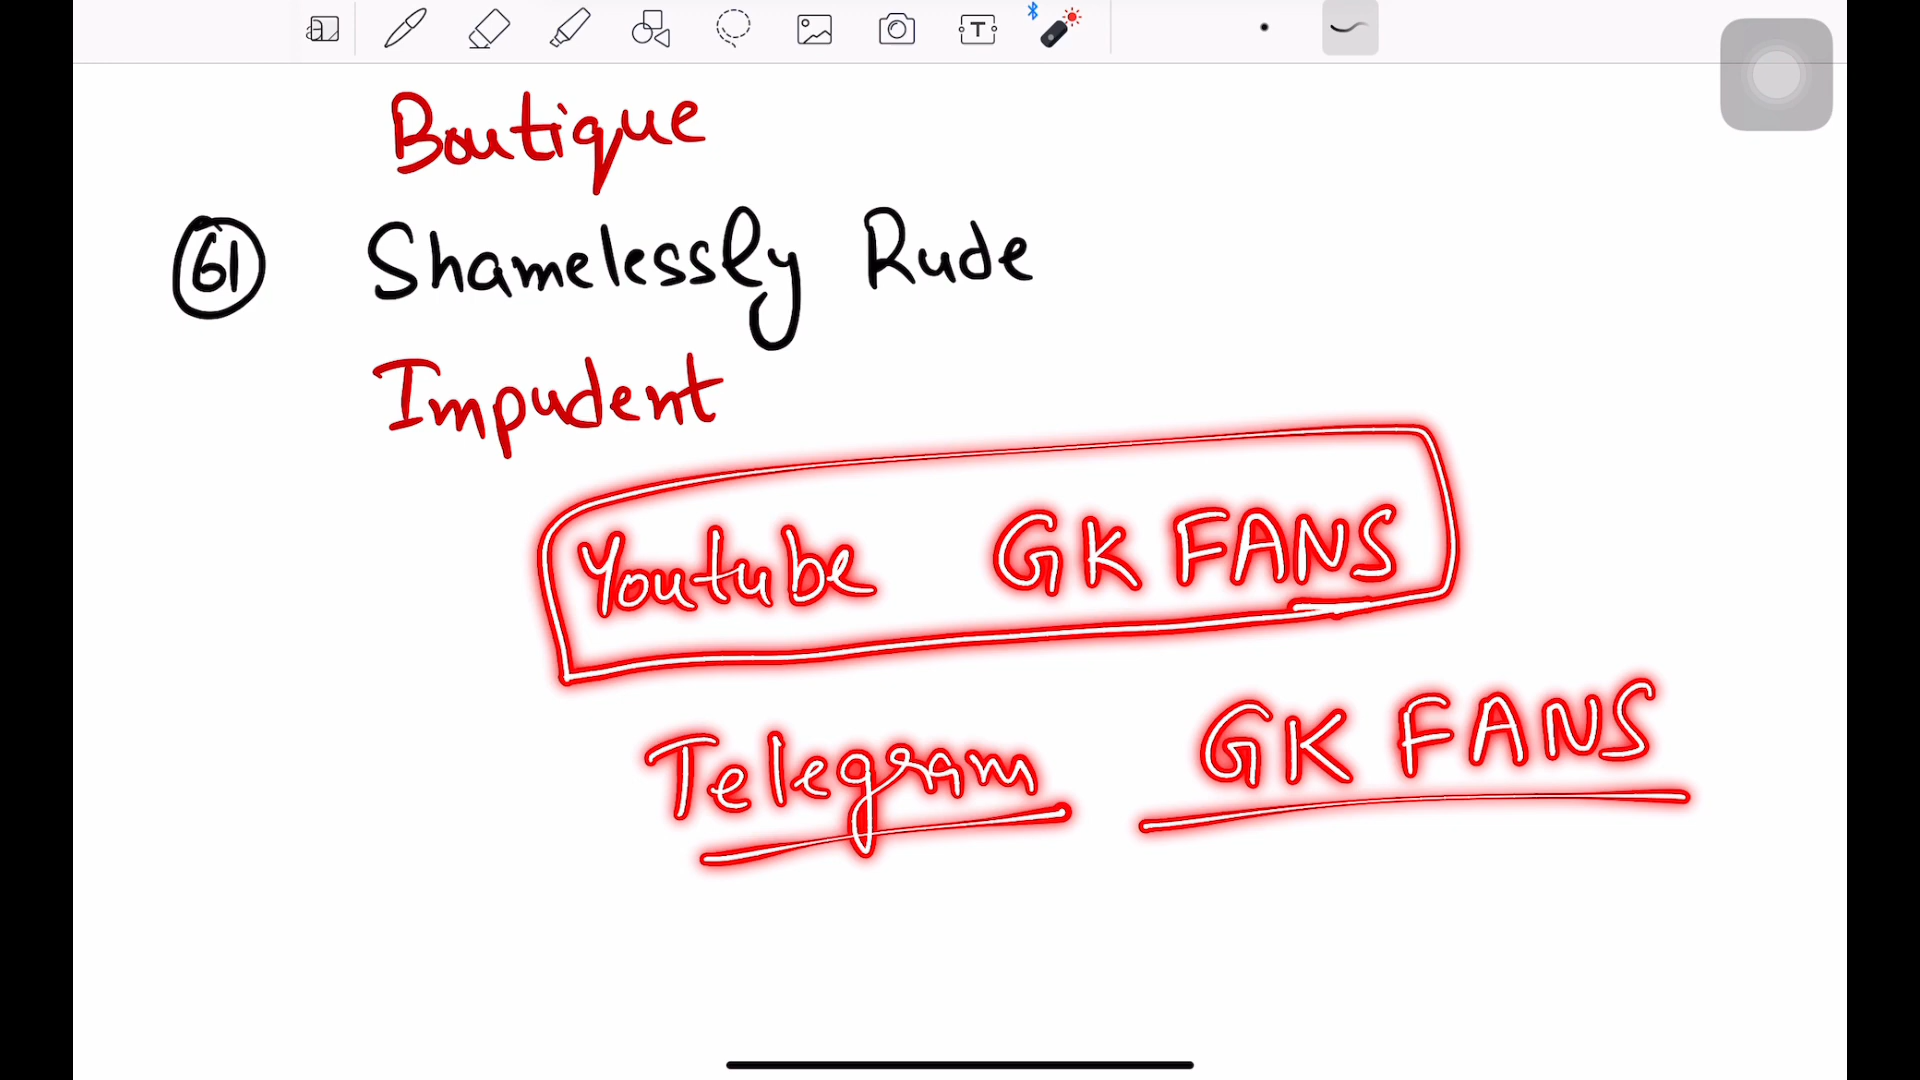 Boutique
61 Shamelessly Rude
Impudent
Youtube GK FANS
Telegram GK FANS